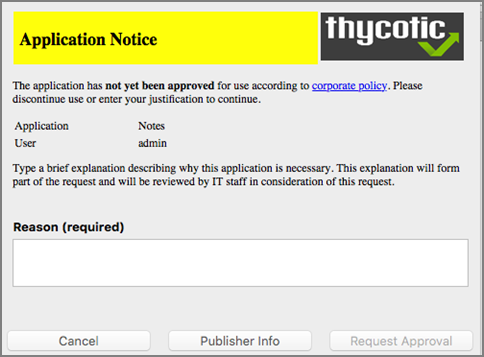 Application Notice
thycotic
The application has not yet been approved for use according to corporate policy. Please
discontinue use or enter your justification to continue.
Application Notes
User admin
Type a brief explanation describing why this application is necessary. This explanation will form
part of the request and will be reviewed by IT staff in consideration of this request.
Reason (required)
Cancel Publisher Info Request Approval